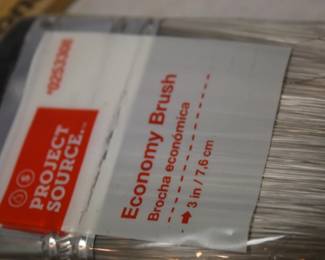 PROJECT
SOURCE
Economy Brush
Brocha económica
3 in / 7,6 cm